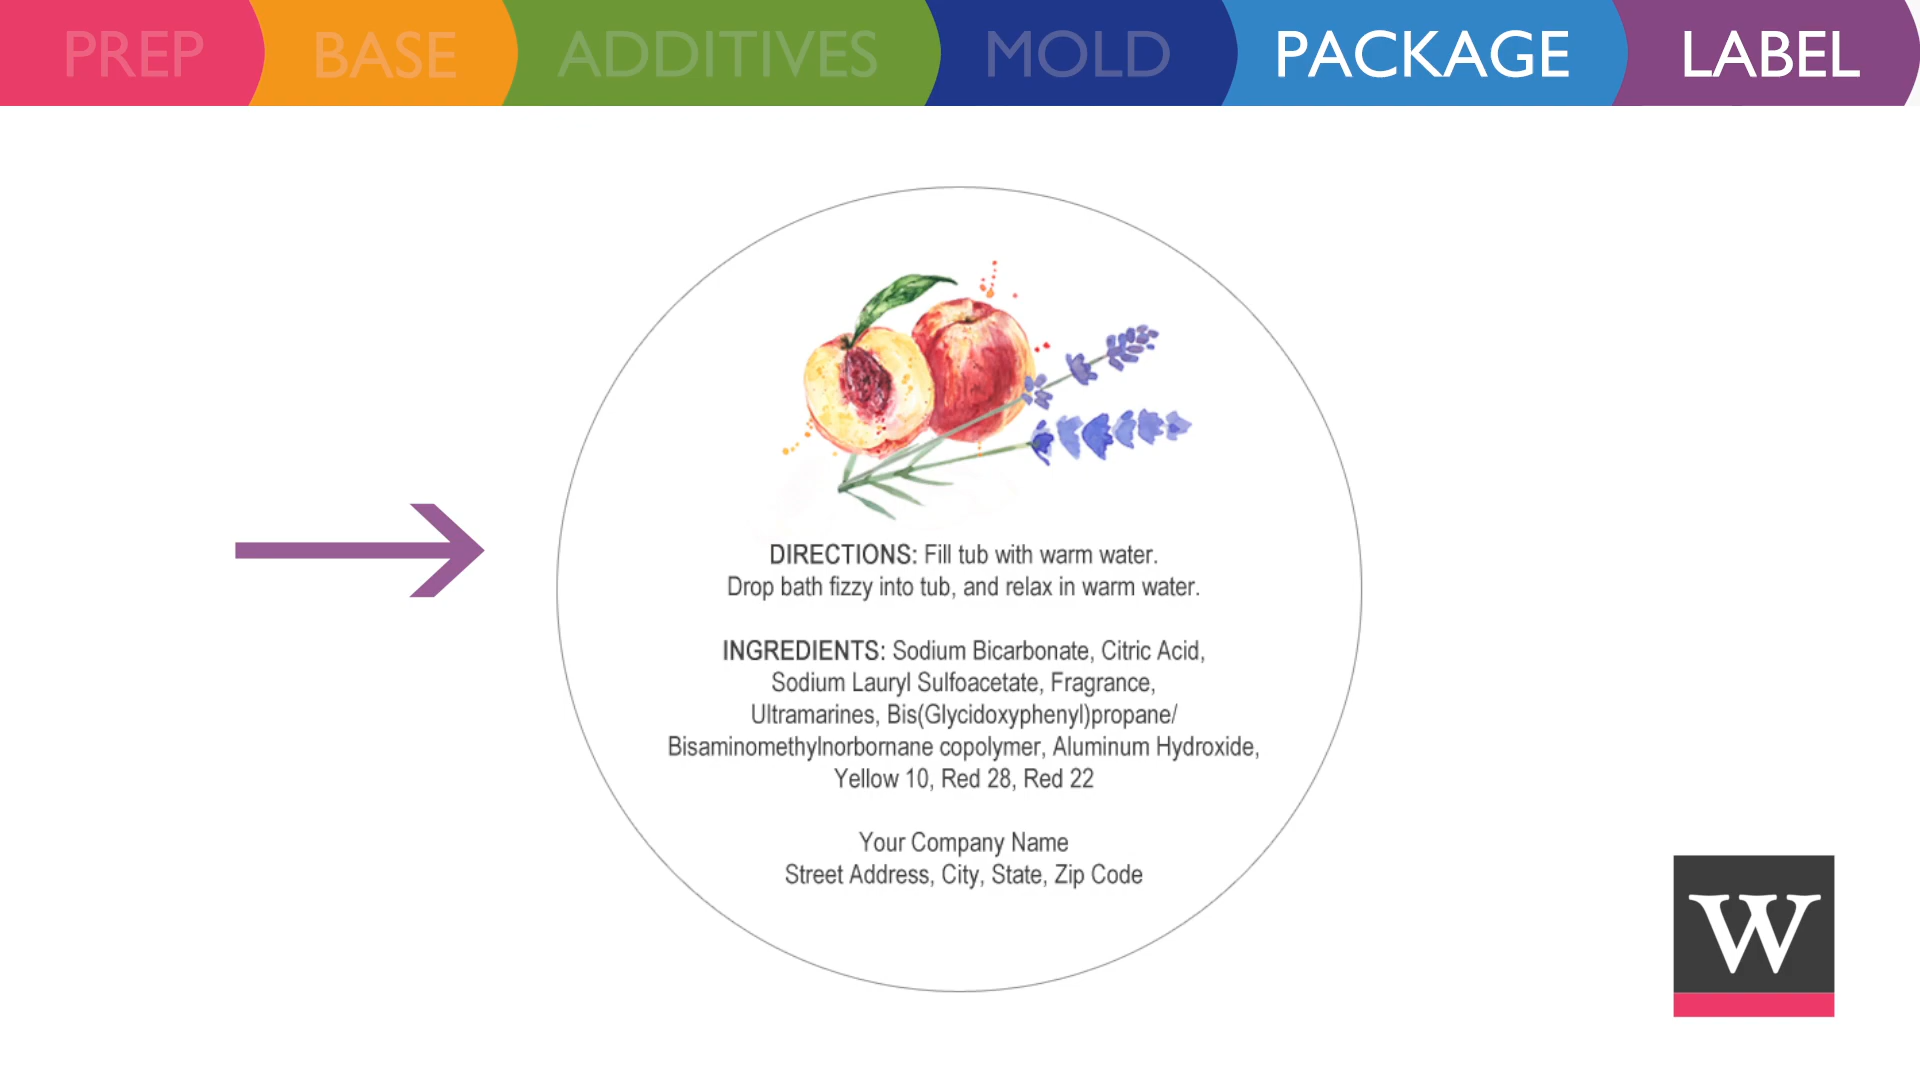 PREP BASE ADDITIVES MOLD PACKAGE LABEL
DIRECTIONS: Fill tub with warm water.
Drop bath fizzy into tub, and relax in warm water.
INGREDIENTS: Sodium Bicarbonate, Citric Acid,
Sodium Lauryl Sulfoacetate, Fragrance,
Ultramarines, Bis(Glycidoxyphenyl)propane/
Bisaminomethylnorbornane copolymer, Aluminum Hydroxide,
Yellow 10, Red 28, Red 22
Your Company Name
Street Address, City, State, Zip Code
W